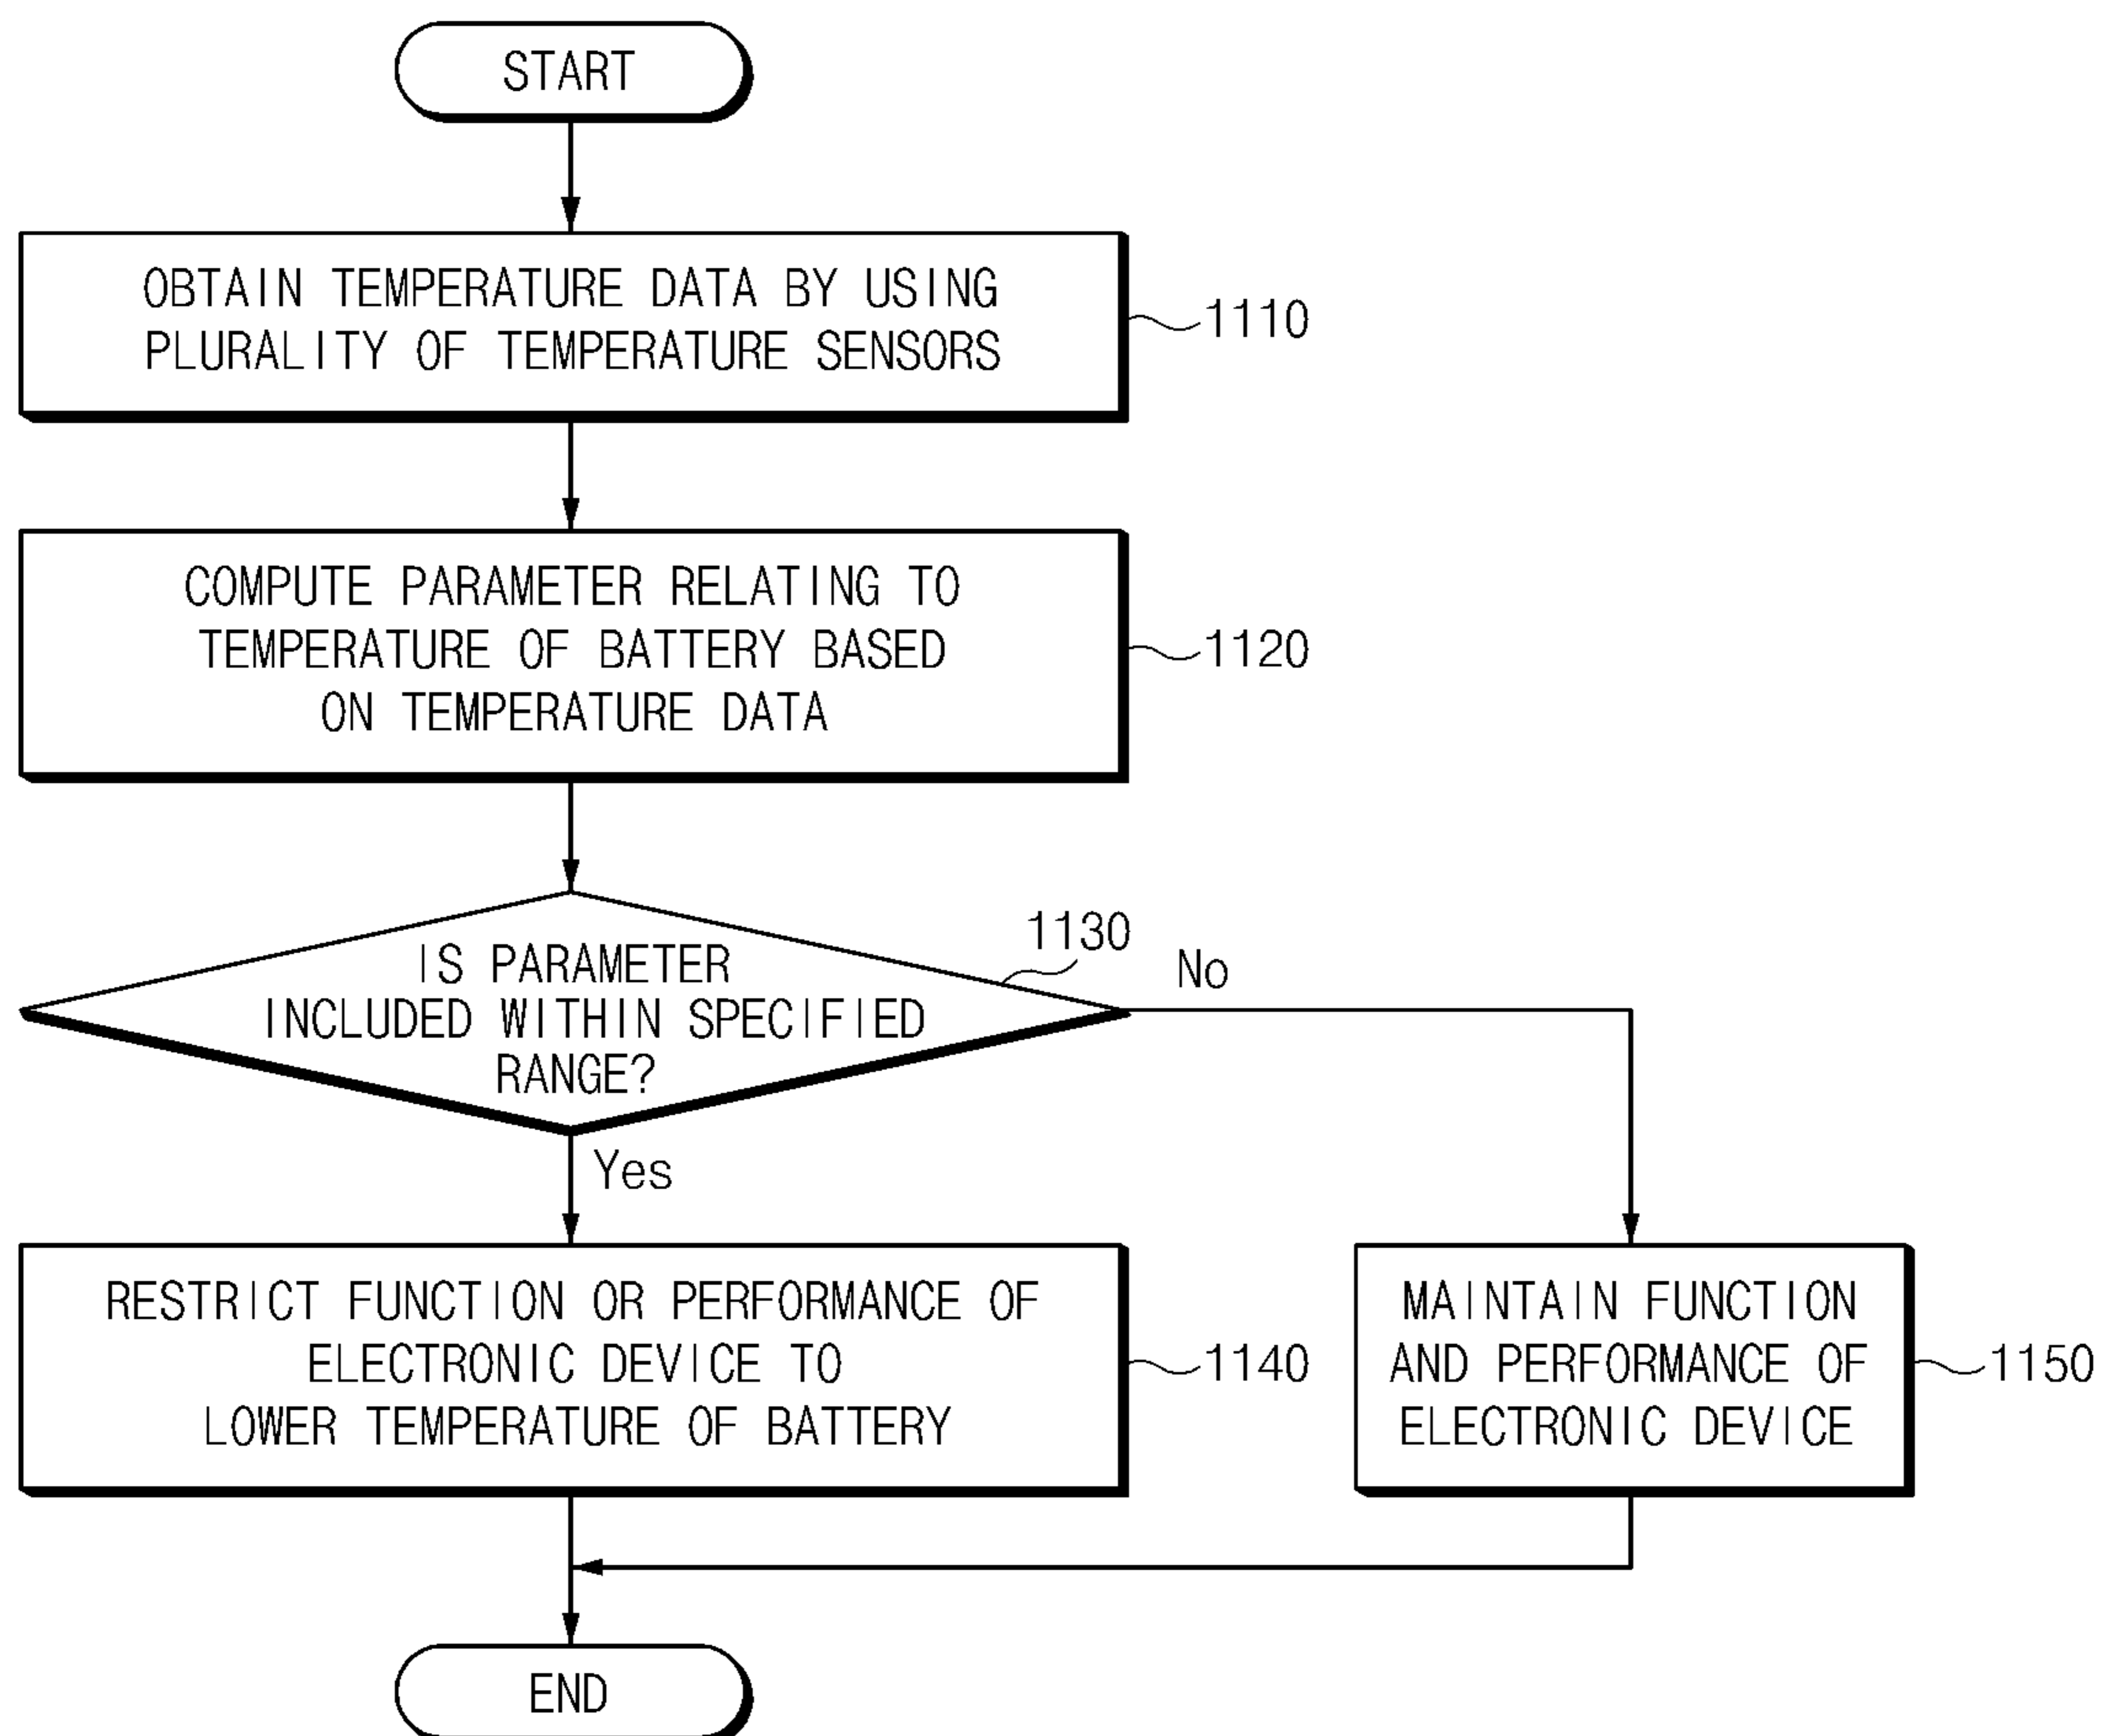 START
OBTAIN TEMPERATURE DATA BY USING
PLURALITY OF TEMPERATURE SENSORS
1110
COMPUTE PARAMETER RELATING TO
TEMPERATURE OF BATTERY BASED
ON TEMPERATURE DATA
1120
1130
IS PARAMETER
INCLUDED WITHIN SPECIFIED
RANGE?
No
Yes
RESTRICT FUNCTION OR PERFORMANCE OF
ELECTRONIC DEVICE TO
LOWER TEMPERATURE OF BATTERY
1140
MAINTAIN FUNCTION
AND PERFORMANCE OF
ELECTRONIC DEVICE
1150
END